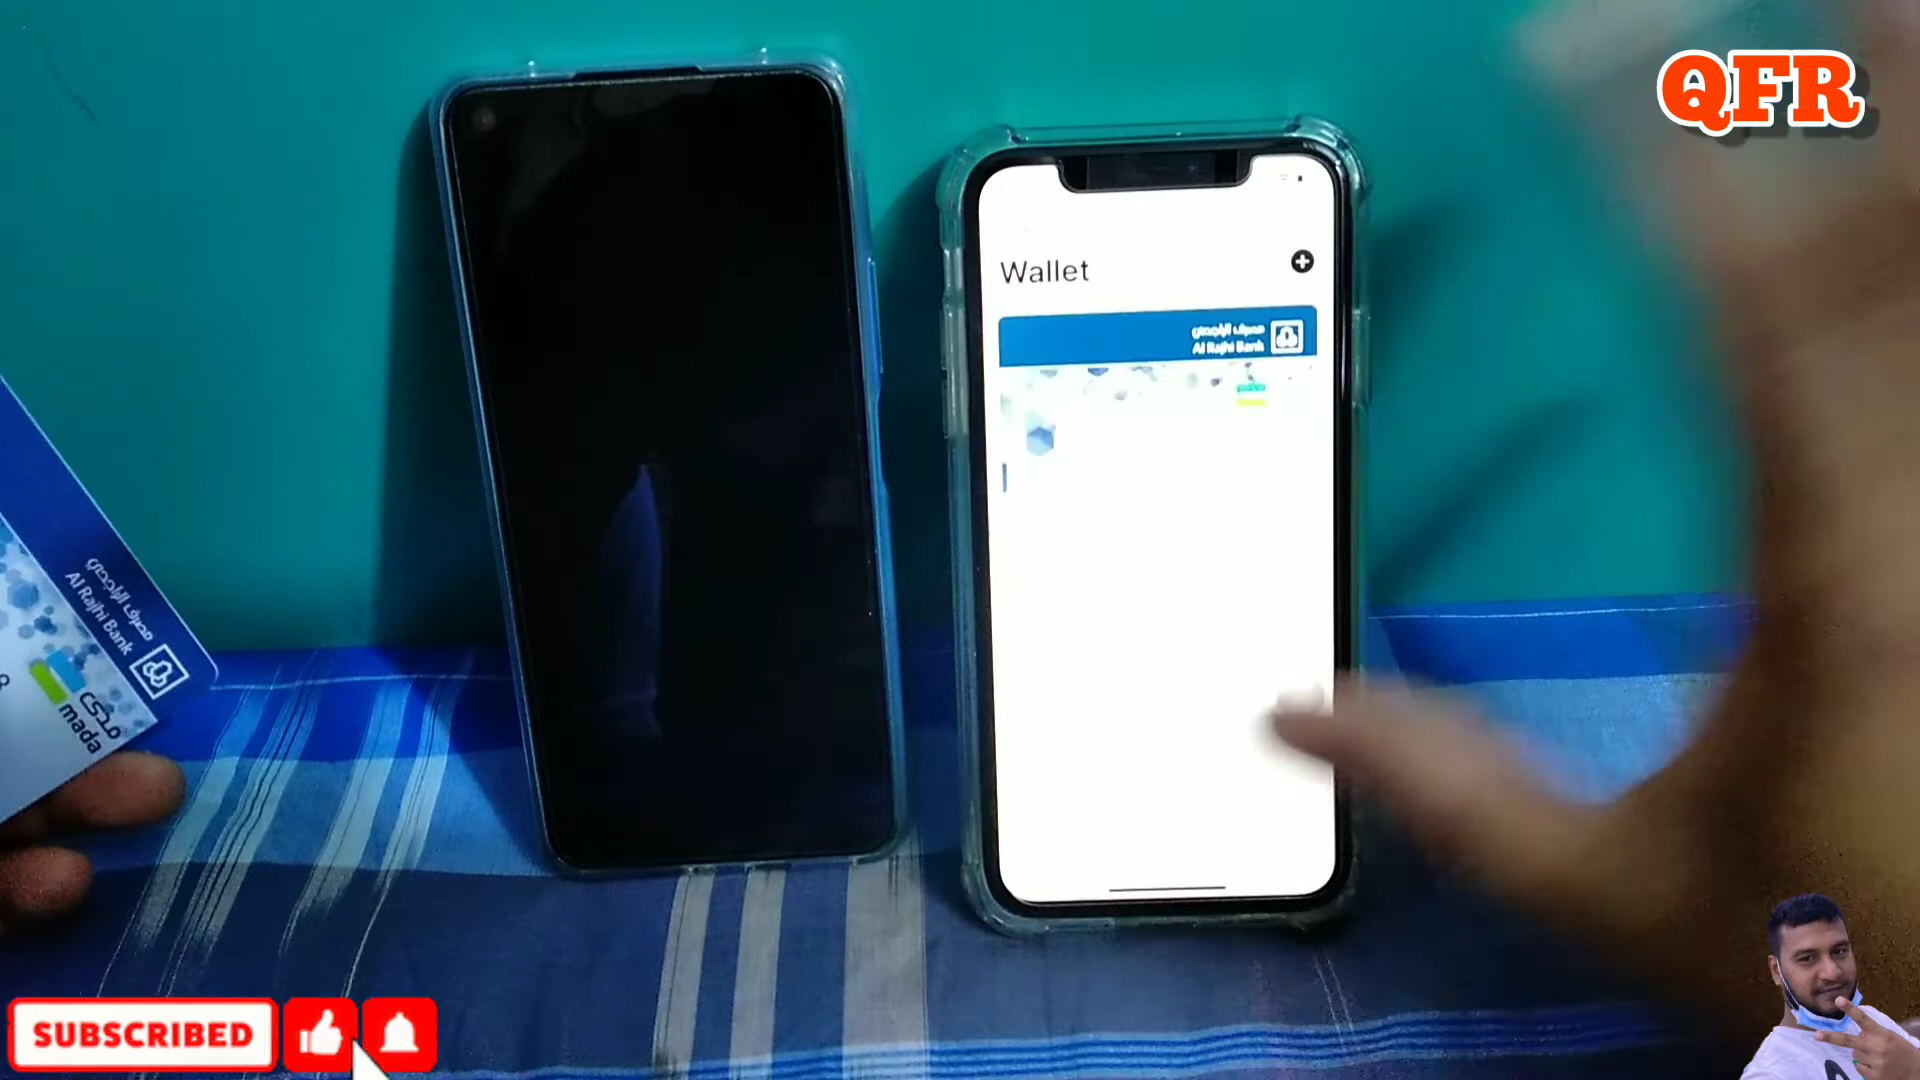 QFR
Wallet
مصرف الراجحي
Al Rajhi Bank
مصرف الراجحي
Al Rajhi Bank
مدى
mada
SUBSCRIBED